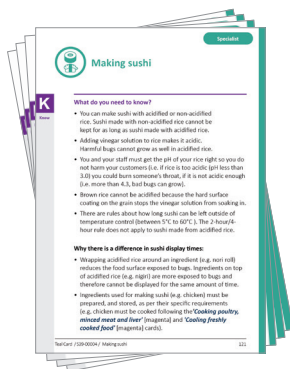 Specialist
Making sushi
K
Know
What do you need to know?
• You can make sushi with acidified or non-acidified
rice. Sushi made with non-acidified rice cannot be
kept for as long as sushi made with acidified rice.
• Adding vinegar solution to rice makes it acidic.
Harmful bugs cannot grow as well in acidified rice.
• You and your staff must get the pH of your rice right so you do
not harm your customers (i.e. if rice is too acidic (pH less than
3.0) you could burn someone's throat, if it is not acidic enough
(i.e. more than 4.3, bad bugs can grow).
• Brown rice cannot be acidified because the hard surface
coating on the grain stops the vinegar solution from soaking in.
• There are rules about how long sushi can be left outside of
temperature control (between 5°C to 60°C ). The 2-hour/4-
hour rule does not apply to sushi made from acidified rice.
Why there is a difference in sushi display times:
• Wrapping acidified rice around an ingredient (e.g. nori roll)
reduces the food surface exposed to bugs. Ingredients on top
of acidified rice (e.g. nigiri) are more exposed to bugs and
therefore cannot be displayed for the same amount of time.
• Ingredients used for making sushi (e.g. chicken) must be
prepared, and stored, as per their specific requirements
(e.g. chicken must be cooked following the'Cooking poultry,
minced meat and liver' [magenta] and 'Cooling freshly
cooked food' [magenta] cards).
Teal Card / S39-00004 / Making sushi
121